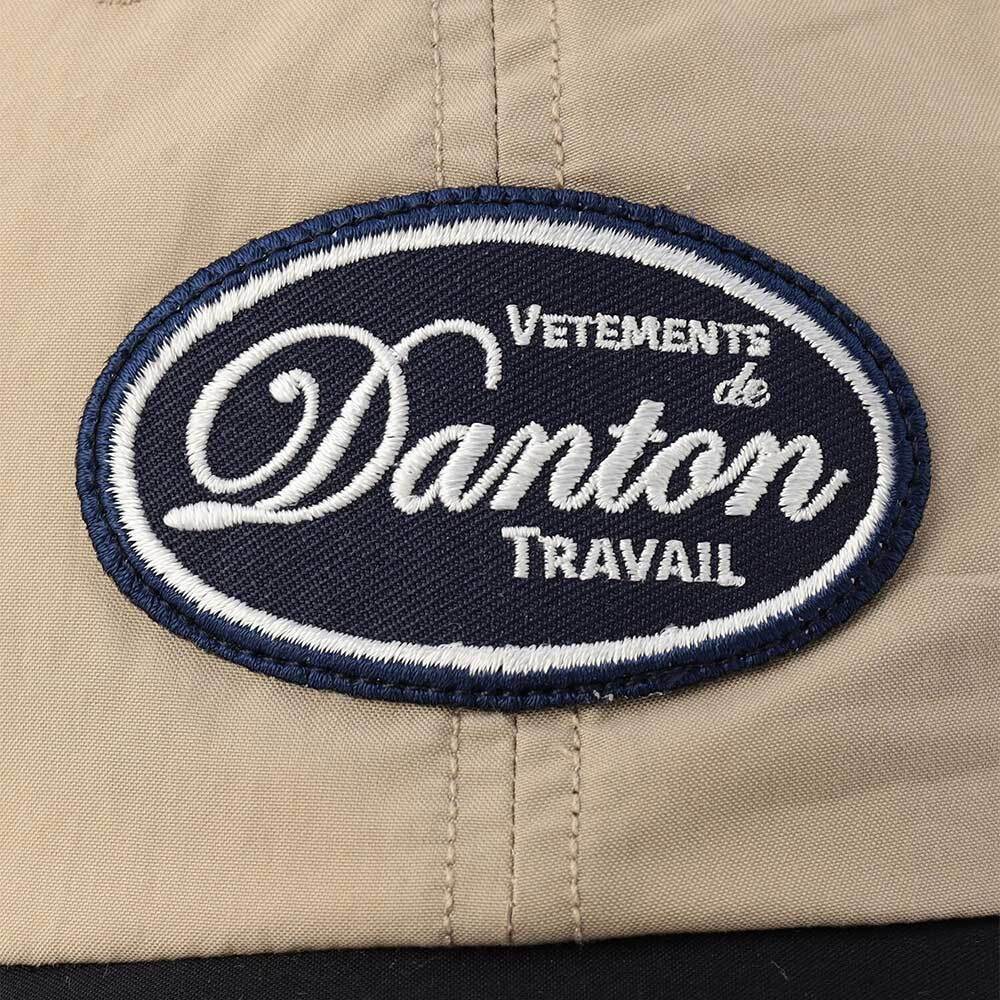 VETEMENTS
de
Danton
TRAVAIL